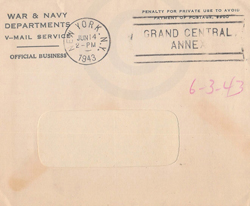 WAR & NAVY
DEPARTMENTS
V-MAIL SERVICE
OFFICIAL BUSINESS
NEW YORK, N.Y.
JUN 14
2-PM
1943
PENALTY FOR PRIVATE USE TO AVOID
PAYMENT OF POSTAGE, $300
GRAND CENTRAL
ANNEX
6-3-43